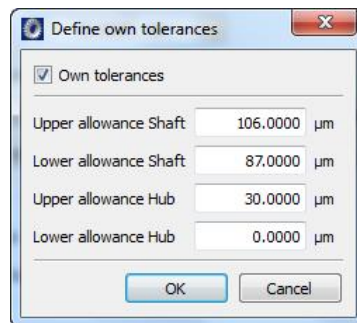 Define own tolerances
Own tolerances
Upper allowance Shaft 106.0000 µm
Lower allowance Shaft 87.0000 µm
Upper allowance Hub 30.0000 µm
Lower allowance Hub 0.0000 µm
OK Cancel